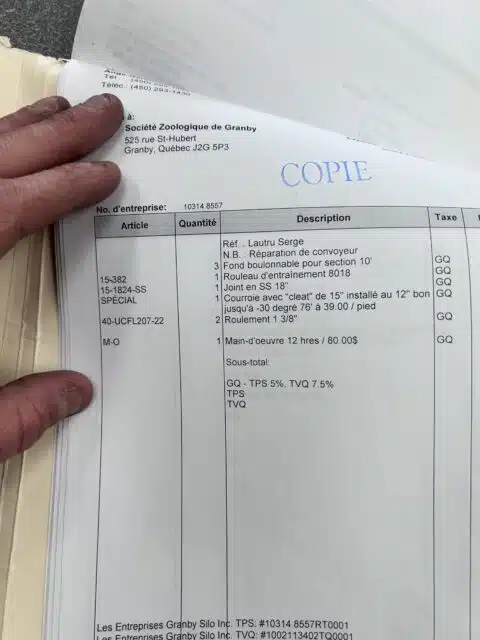 Téléc.: (450) 293-1430
à:
Société Zoologique de Granby
525 rue St-Hubert
Granby, Québec J2G 5P3
COPIE
No. d'entreprise: 10314 8557
Article Quantité Description Taxe
Réf. : Lautru Serge
N.B. : Réparation de convoyeur
3 Fond boulonnable pour section 10' GQ
15-382 1 Rouleau d'entraînement 8018 GQ
15-1824-SS 1 Joint en SS 18" GQ
SPÉCIAL 1 Courroie avec "cleat" de 15" installé au 12" bon GQ
jusqu'à -30 degré 76' à 39.00 / pied
40-UCFL207-22 2 Roulement 1 3/8" GQ
M-O 1 Main-d'oeuvre 12 hres / 80.00$ GQ
Sous-total:
GQ - TPS 5%. TVQ 7.5%
TPS
TVQ
Les Entreprises Granby Silo Inc. TPS: #10314 8557RT0001
Les Entreprises Granby Silo Inc. TVQ: #1002113402TQ0001